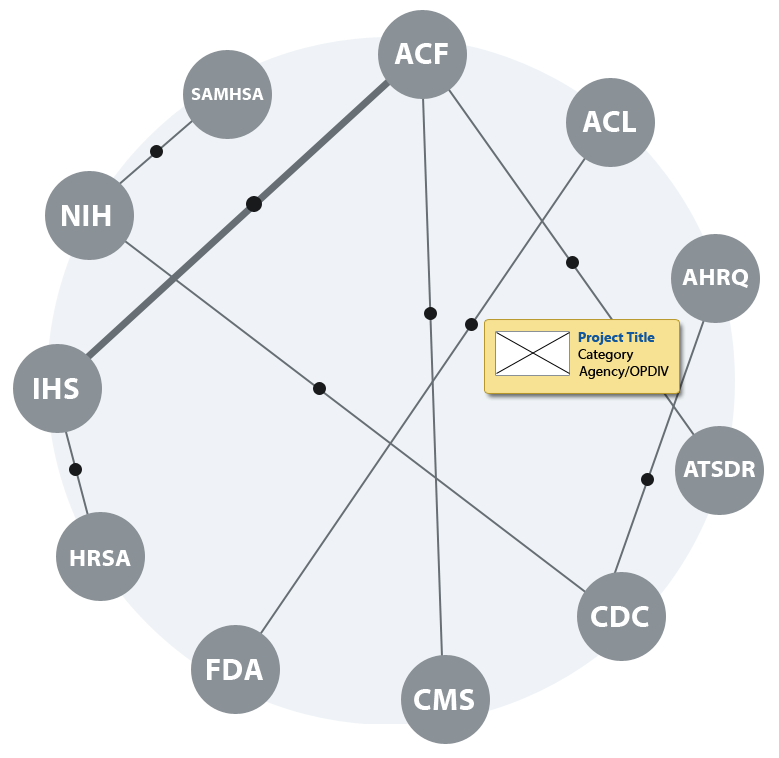 ACF
SAMHSA
ACL
NIH
AHRQ
Project Title
Category
Agency/OPDIV
IHS
ATSDR
HRSA
CDC
FDA
CMS